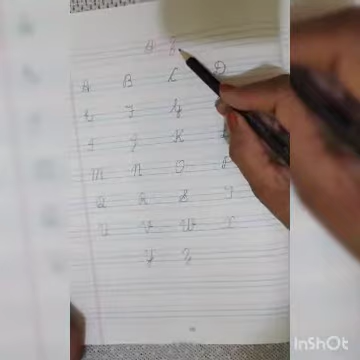 A B C D
E F G
I J K
M N O P
Q R S T
U V W X
Y Z
InShOt